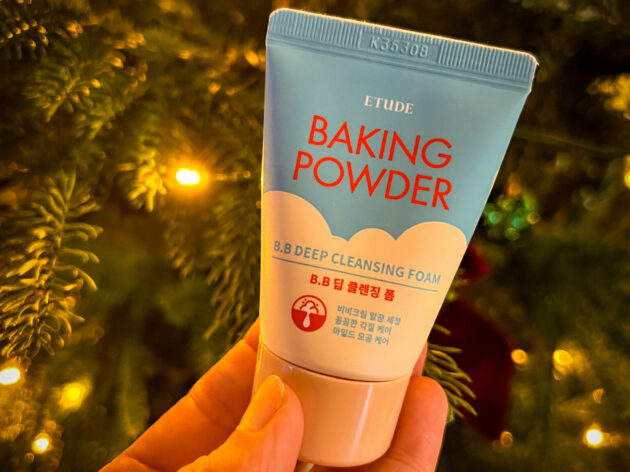 K35308
ETUDE
BAKING
POWDER
B.B DEEP CLEANSING FOAM
B.B 딥 클렌징 폼
비비크림 말끔 세정
꼼꼼한 각질 케어
마일드 모공 케어